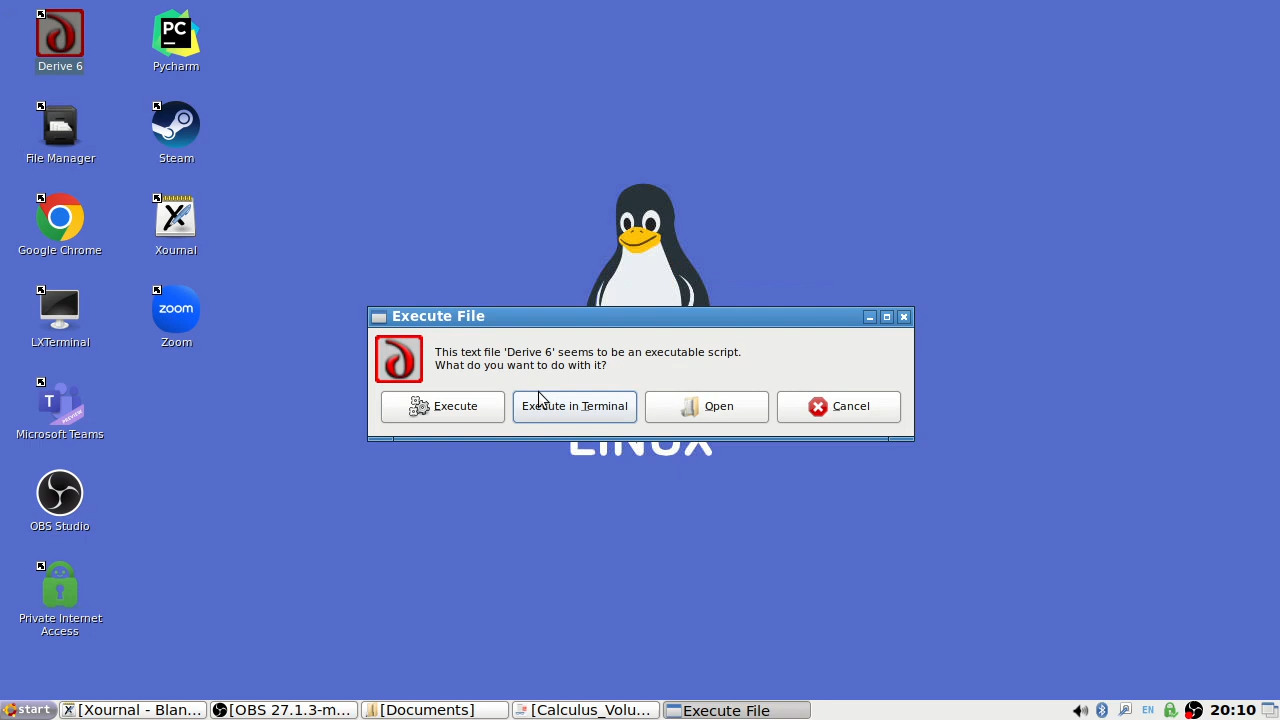 Derive 6
PC
Pycharm
File Manager
Steam
Google Chrome
X
Xournal
LXTerminal
zoom
Zoom
T
PREVIEW
Microsoft Teams
OBS Studio
Private Internet
Access
LINUX
Execute File
This text file 'Derive 6' seems to be an executable script.
What do you want to do with it?
Execute
Execute in Terminal
Open
Cancel
start
[Xournal - Blan...
[OBS 27.1.3-m...
[Documents]
[Calculus_Volu...
Execute File
EN
20:10